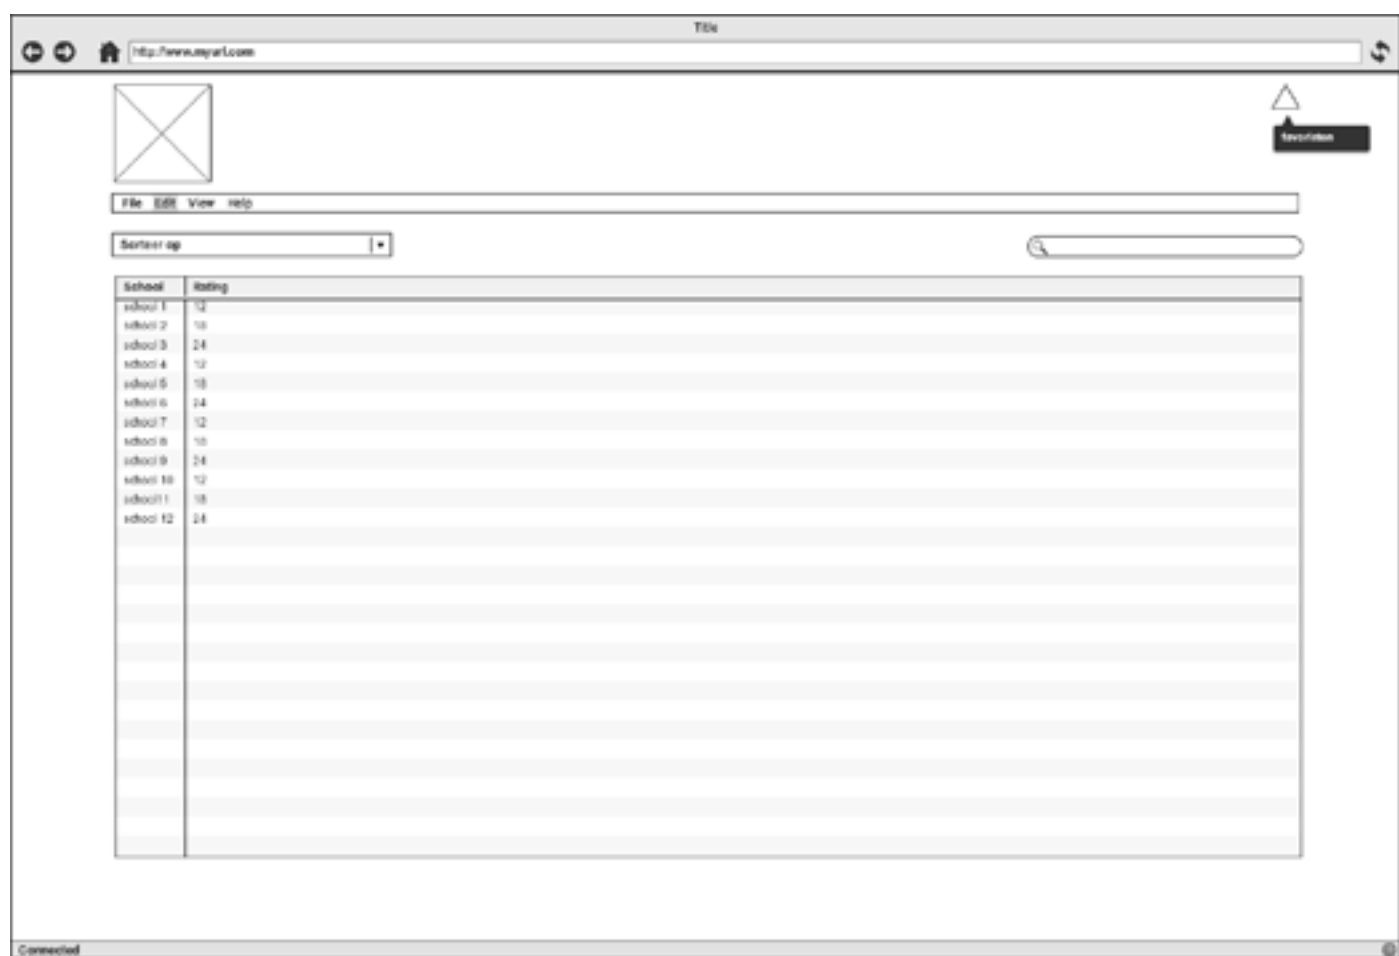 Title
http://www.myurl.com
favorieten
File Edit View Help
Sorteer op
School Rating
school 1 12
school 2 18
school 3 24
school 4 12
school 5 18
school 6 24
school 7 12
school 8 18
school 9 24
school 10 12
school11 18
school 12 24
Connected